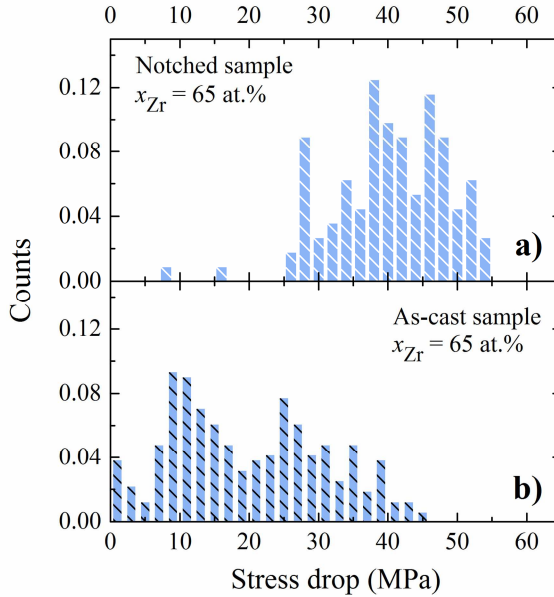 0 10 20 30 40 50 60
Notched sample
xZr = 65 at.%
0.12
0.08
0.04
0.00
a)
Counts
As-cast sample
xZr = 65 at.%
0.12
0.08
0.04
0.00
b)
0 10 20 30 40 50 60
Stress drop (MPa)